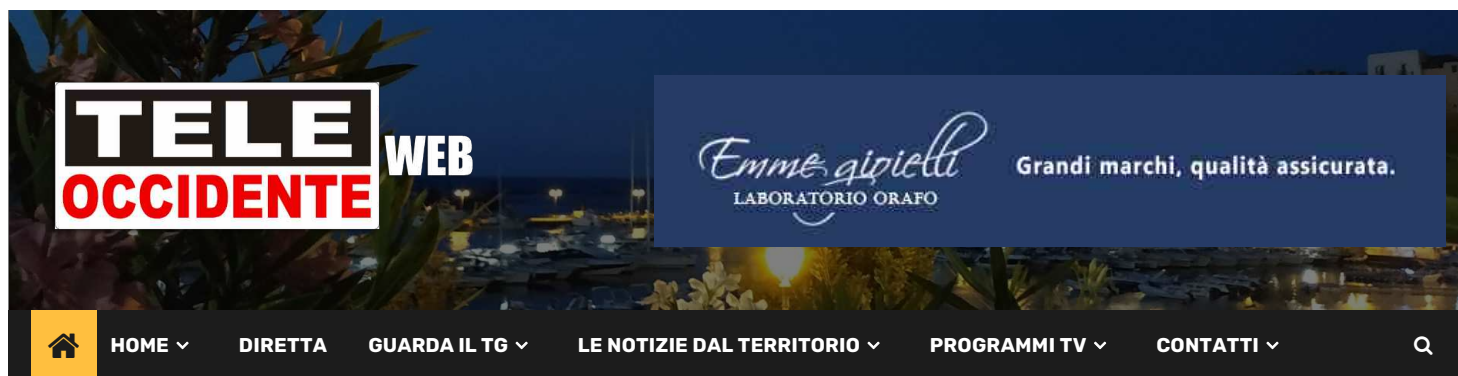 TELE
OCCIDENTE
WEB
Emme gioielli
LABORATORIO ORAFO
Grandi marchi, qualità assicurata.
HOME DIRETTA GUARDA IL TG LE NOTIZIE DAL TERRITORIO PROGRAMMI TV CONTATTI